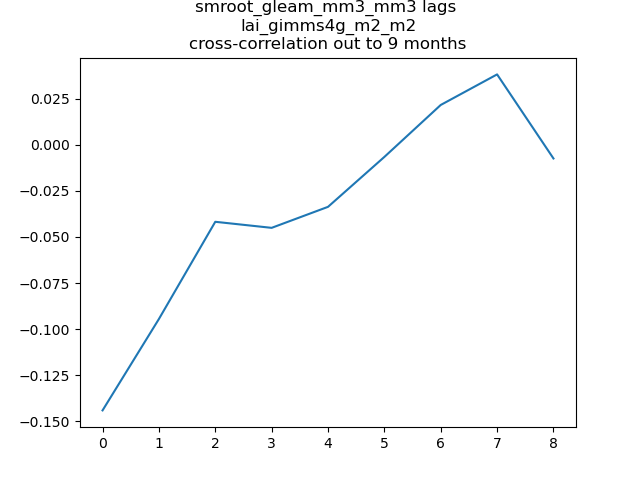 smroot_gleam_mm3_mm3 lags
lai_gimms4g_m2_m2
cross-correlation out to 9 months
0.025
0.000
−0.025
−0.050
−0.075
−0.100
−0.125
−0.150
0 1 2 3 4 5 6 7 8